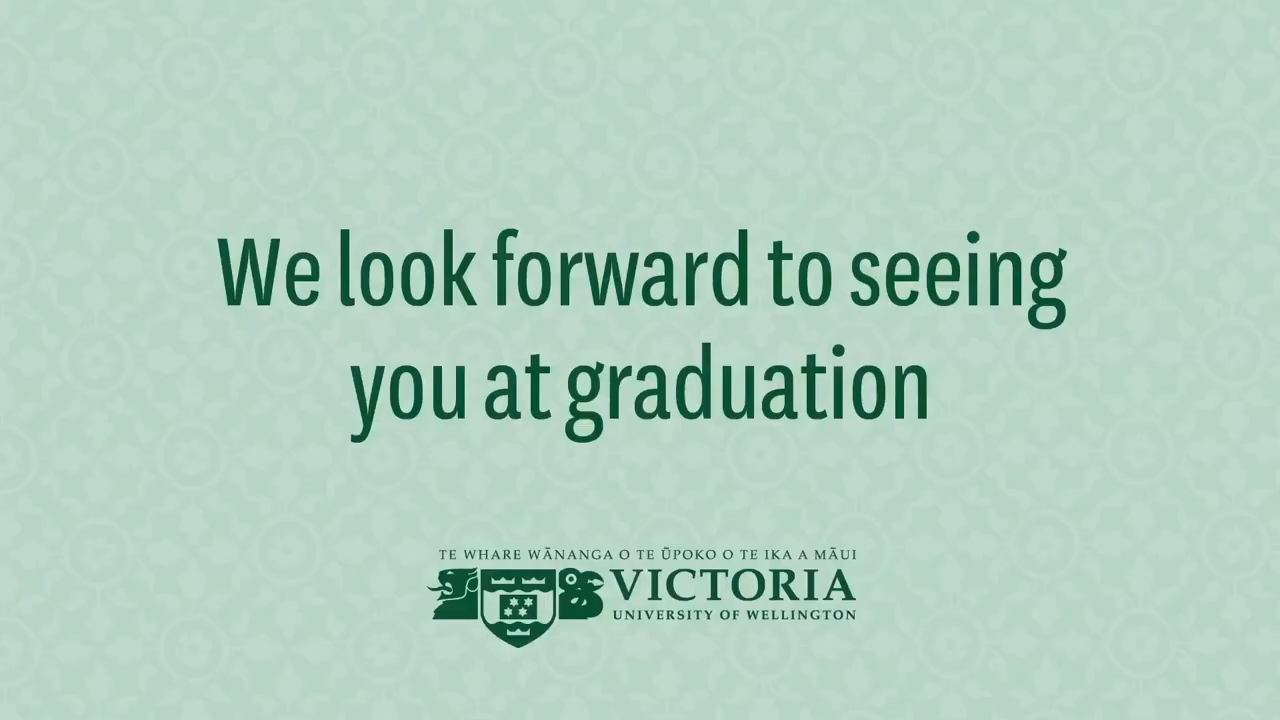 We look forward to seeing
you at graduation
TE WHARE WĀNANGA O TE ŪPOKO O TE IKA A MĀUI
VICTORIA
UNIVERSITY OF WELLINGTON